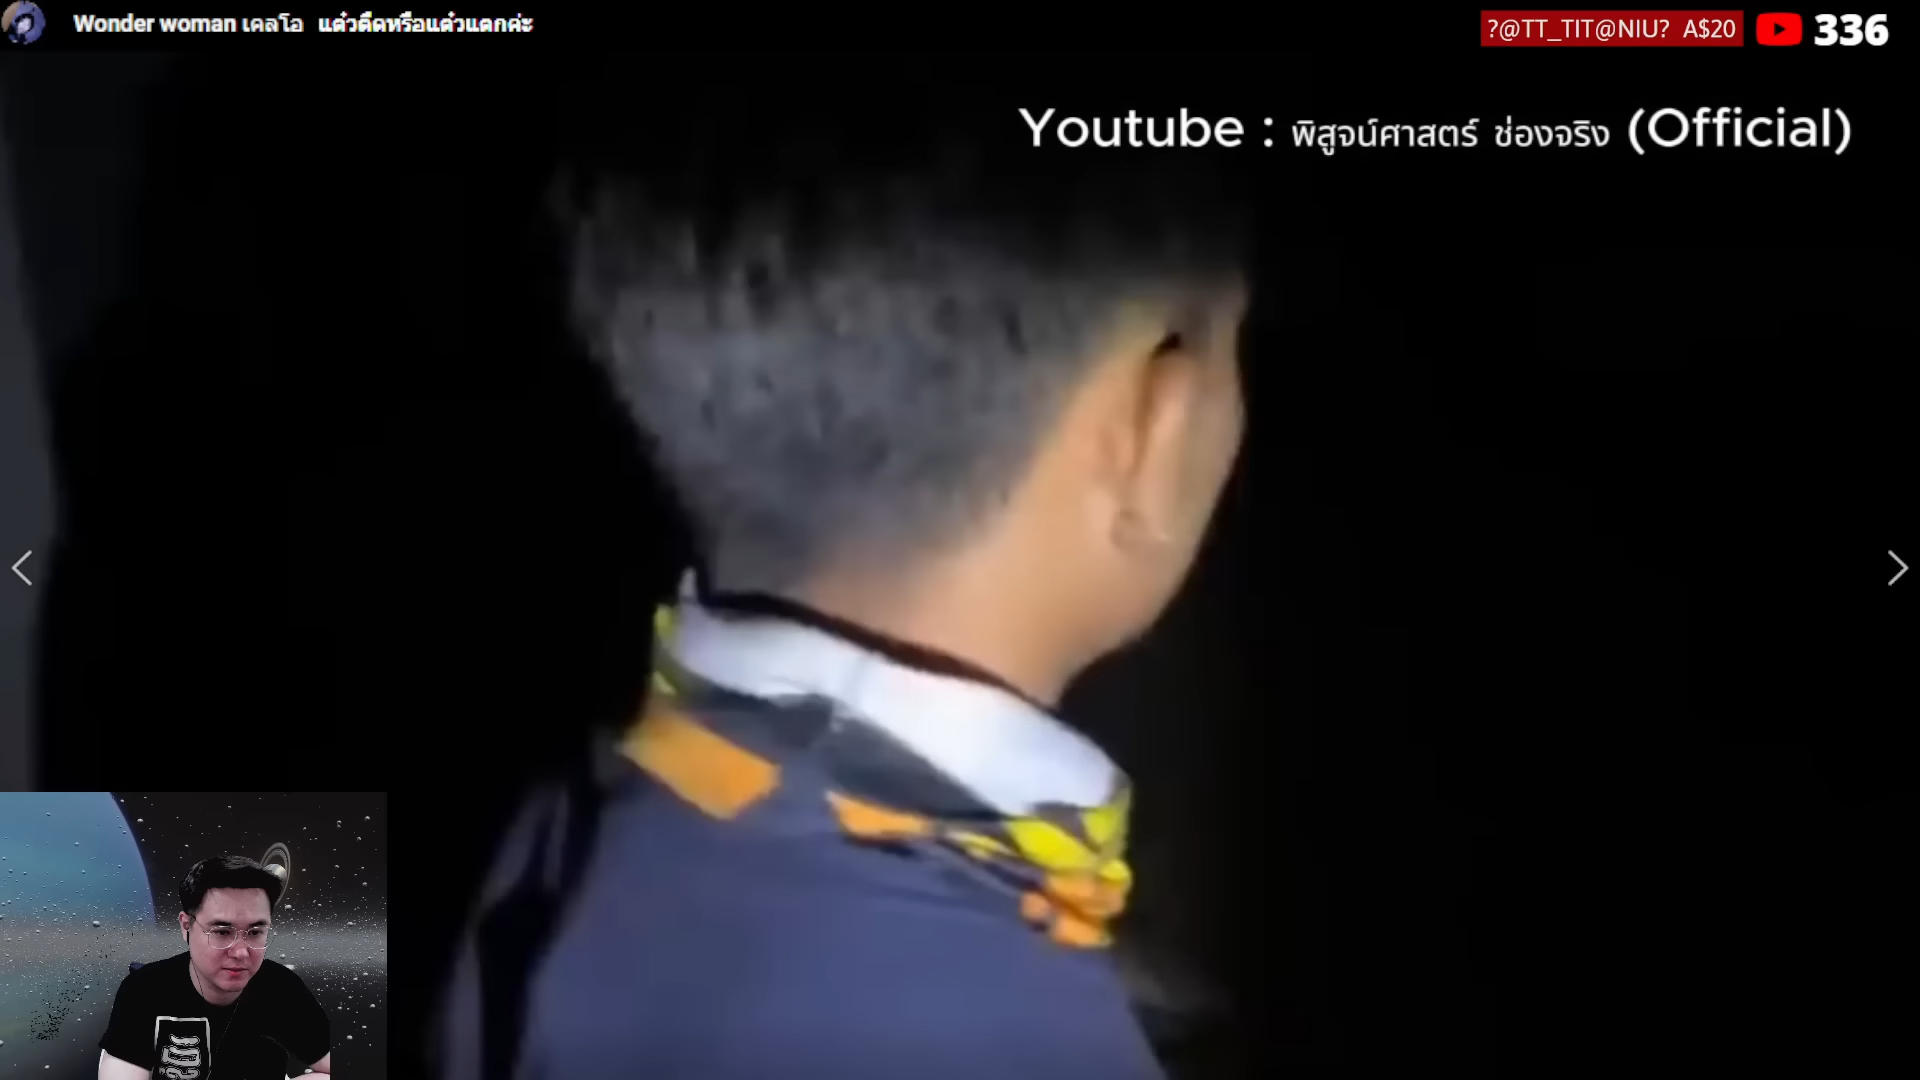 Wonder woman เคลโอ แต๋วดีดหรือแต๋วแตกค่ะ
?@TT_TIT@NIU? A$20
336
Youtube : พิสูจน์ศาสตร์ ช่องจริง (Official)